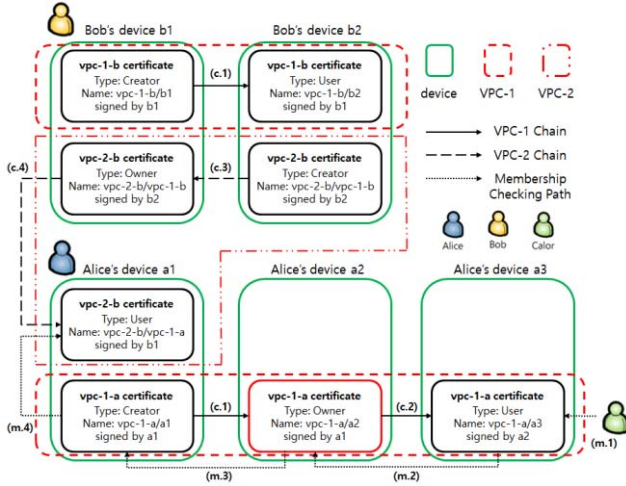 Bob's device b1
Bob's device b2
vpc-1-b certificate
Type: Creator
Name: vpc-1-b/b1
signed by b1
(c.1)
vpc-1-b certificate
Type: User
Name: vpc-1-b/b2
signed by b1
device
VPC-1
VPC-2
VPC-1 Chain
VPC-2 Chain
Membership
Checking Path
(c.4)
vpc-2-b certificate
Type: Owner
Name: vpc-2-b/vpc-1-b
signed by b2
(c.3)
vpc-2-b certificate
Type: Creator
Name: vpc-2-b/vpc-1-b
signed by b2
Alice
Bob
Calor
Alice's device a1
Alice's device a2
Alice's device a3
vpc-2-b certificate
Type: User
Name: vpc-2-b/vpc-1-a
signed by b1
(m.4)
vpc-1-a certificate
Type: Creator
Name: vpc-1-a/a1
signed by a1
(c.1)
vpc-1-a certificate
Type: Owner
Name: vpc-1-a/a2
signed by a1
(c.2)
vpc-1-a certificate
Type: User
Name: vpc-1-a/a3
signed by a2
(m.1)
(m.3)
(m.2)